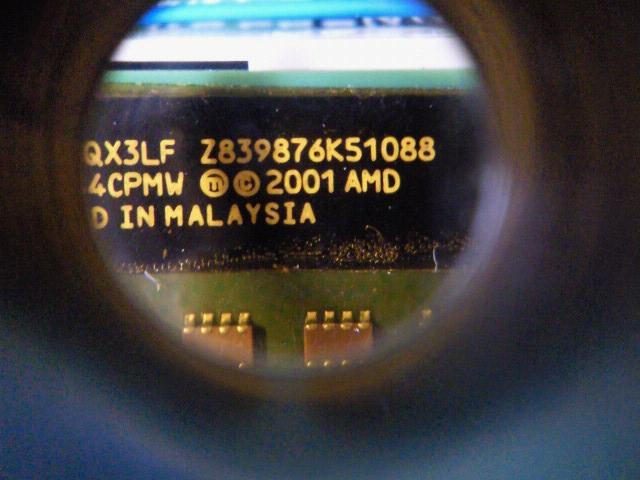 QX3LF Z839876K51088
4CPMW ⓜ © 2001 AMD
D IN MALAYSIA